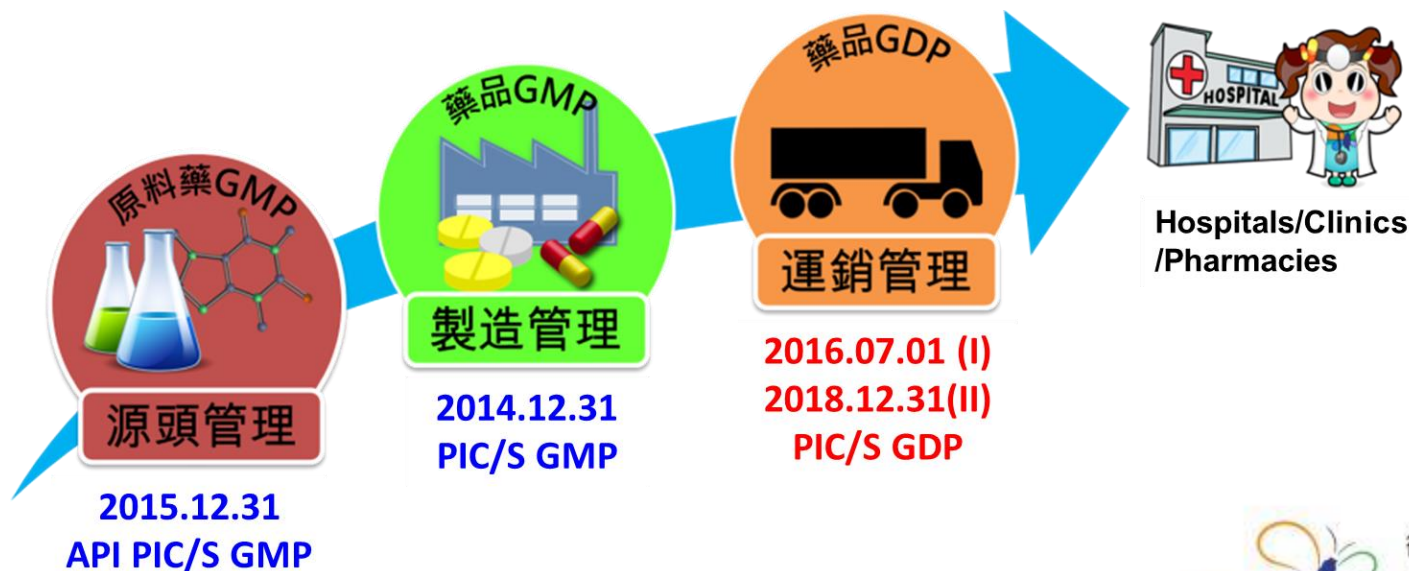 原料藥GMP
源頭管理
2015.12.31
API PIC/S GMP
藥品GMP
製造管理
2014.12.31
PIC/S GMP
藥品GDP
運銷管理
2016.07.01 (I)
2018.12.31(II)
PIC/S GDP
HOSPITAL
Hospitals/Clinics
/Pharmacies